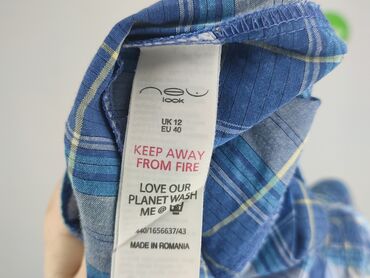 new
look
UK 12
EU 40
KEEP AWAY
FROM FIRE
LOVE OUR
PLANET WASH
ME @
440/1656637/43
MADE IN ROMANIA